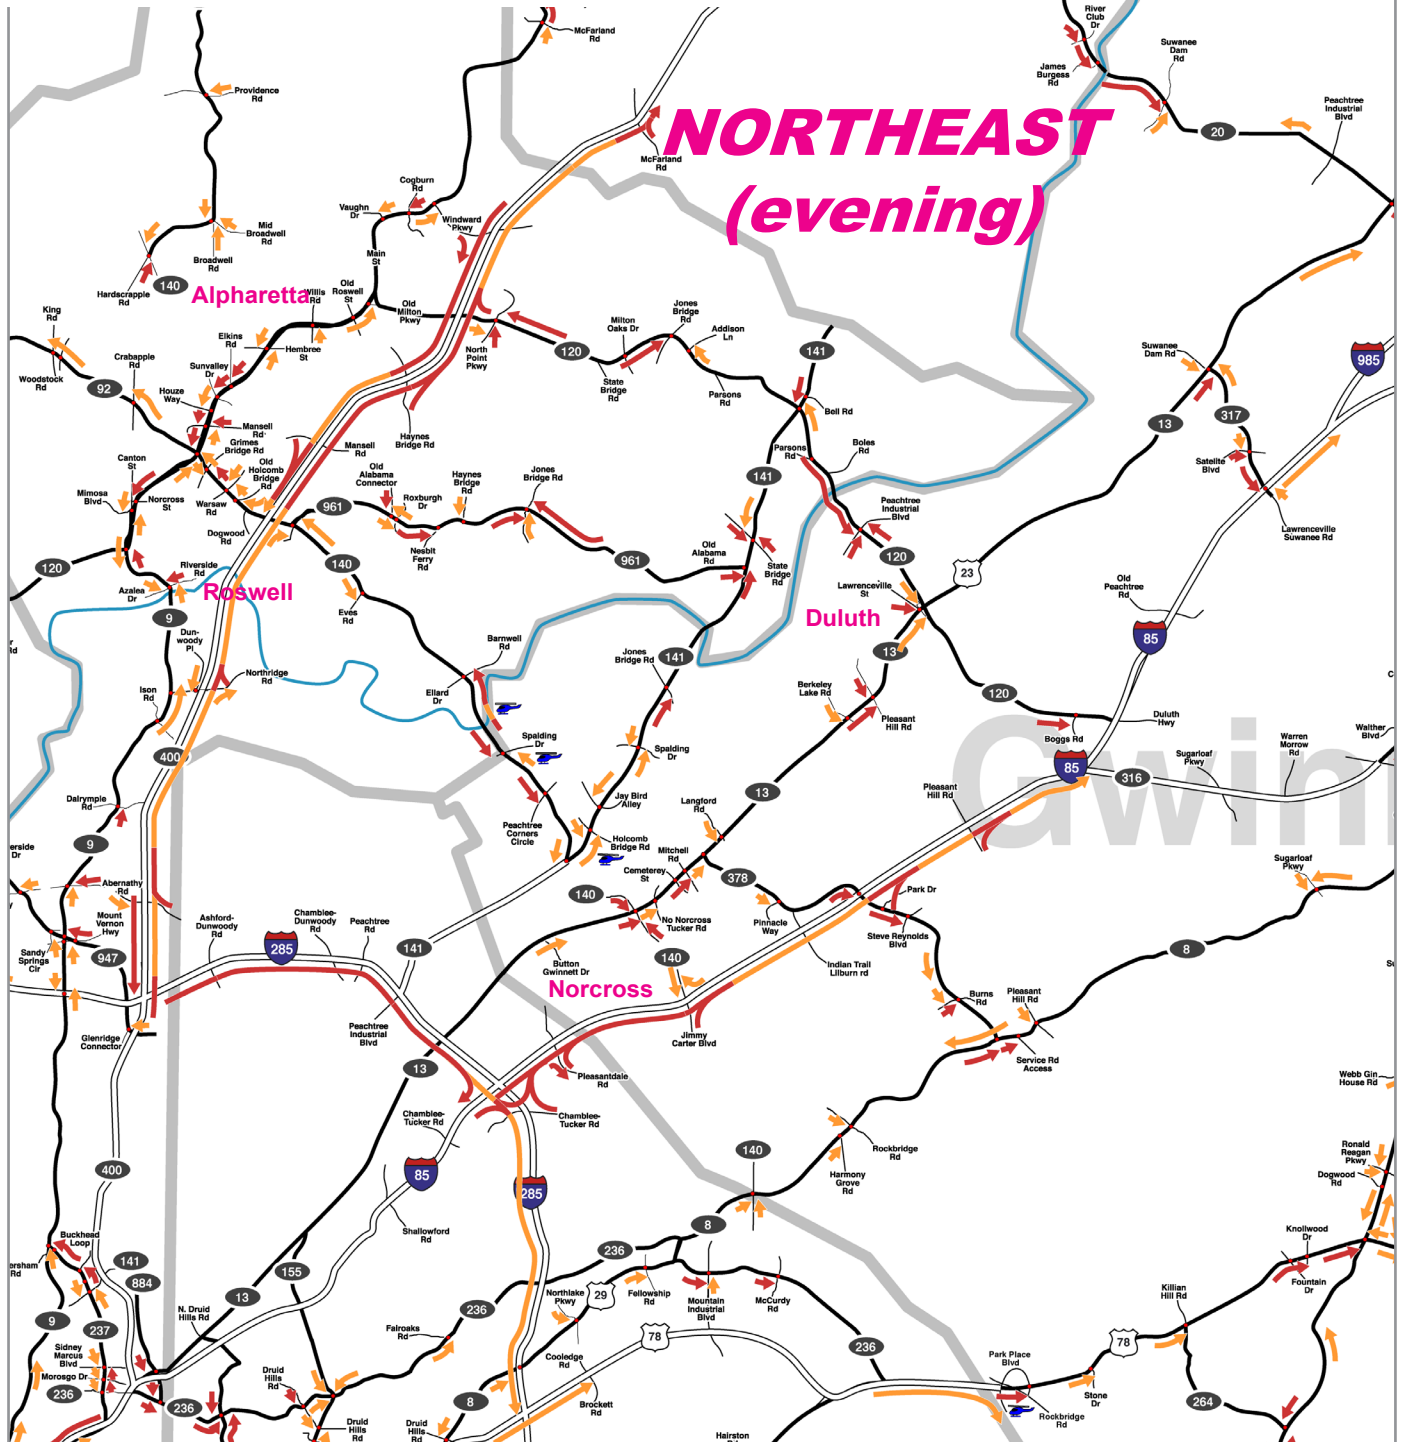 NORTHEAST
(evening)
McFarland
Rd
River
Club
Dr
James
Burgess
Rd
Suwanee
Dam
Rd
Peachtree
Industrial
Blvd
20
Providence
Rd
McFarland
Rd
Cogburn
Rd
Vaughn
Dr
Windward
Pkwy
Mid
Broadwell
Rd
Broadwell
Rd
Main
St
Hardscrapple
Rd
140
Alpharetta
Willis
Rd
Old
Roswell
St
Old
Milton
Pkwy
King
Rd
Woodstock
Rd
Crabapple
Rd
92
Elkins
Rd
Sunvalley
Dr
Houze
Way
Hembree
St
North
Point
Pkwy
120
Milton
Oaks Dr
Jones
Bridge
Rd
Addison
Ln
State
Bridge
Rd
Parsons
Rd
141
Bell Rd
Suwanee
Dam Rd
985
13
317
Satellte
Blvd
Lawrenceville
Suwanee Rd
Mansell
Rd
Grimes
Bridge Rd
Haynes
Bridge Rd
Mansell
Rd
Canton
St
Old
Holcomb
Bridge
Rd
Mimosa
Blvd
Norcross
St
Warsaw
Rd
Dogwood
Rd
961
Old
Alabama
Connector
Roxburgh
Dr
Haynes
Bridge
Rd
Jones
Bridge Rd
Nesbit
Ferry
Rd
961
Parsons
Rd
Boles
Rd
141
Peachtree
Industrial
Blvd
120
Old
Alabama
Rd
State
Bridge
Rd
Lawrenceville
St
23
Old
Peachtree
Rd
85
120
Riverside
Rd
Azalea
Dr
Roswell
140
Eves
Rd
9
Dun-
woody
Pl
Duluth
13
Barnwell
Rd
Ellard
Dr
Jones
Bridge Rd
141
Northridge
Rd
Ison
Rd
Berkeley
Lake Rd
Pleasant
Hill Rd
120
Duluth
Hwy
Boggs Rd
Gwin
Walther
Blvd
Warren
Morrow
Rd
Sugarloaf
Pkwy
85
316
400
Spalding
Dr
Spalding
Dr
Jay Bird
Alley
Dalrymple
Rd
Peachtree
Corners
Circle
Holcomb
Bridge Rd
13
Pleasant
Hill Rd
Langford
Rd
Mitchell
Rd
Cemeterey
St
9
Abernathy
Rd
Mount
Vernon
Hwy
Sandy
Springs
Cir
947
Ashford-
Dunwoody
Rd
Chamblee-
Dunwoody
Rd
Peachtree
Rd
285
141
140
No Norcross
Tucker Rd
378
Pinnacle
Way
Park Dr
Steve Reynolds
Blvd
Indian Trail
Lilburn rd
Sugarloaf
Pkwy
8
Button
Gwinnett Dr
Norcross
140
Burns
Rd
Pleasant
Hill Rd
Service Rd
Access
Glenridge
Connector
Peachtree
Industrial
Blvd
Jimmy
Carter Blvd
13
Pleasantdale
Rd
Chamblee-
Tucker Rd
Chamblee-
Tucker Rd
Webb Gin
House Rd
Rockbridge
Rd
Harmony
Grove
Rd
140
Ronald
Reagan
Pkwy
Dogwood
Rd
400
85
285
Shallowford
Rd
8
236
Buckhead
Loop
141
884
155
13
N. Druid
Hills Rd
9
237
Sidney
Marcus
Blvd
Morosgo Dr
236
236
Druid
Hills
Rd
Druid
Hills
Rd
Falroaks
Rd
236
Northlake
Pkwy
29
Fellowship
Rd
Mountain
Industrial
Blvd
McCurdy
Rd
78
Cooledge
Rd
8
Brockett
Rd
Druid
Hills
Rd
236
Hairston
Park Place
Blvd
Rockbridge
Rd
Stone
Dr
78
Killian
Hill Rd
Knollwood
Dr
Fountain
Dr
264